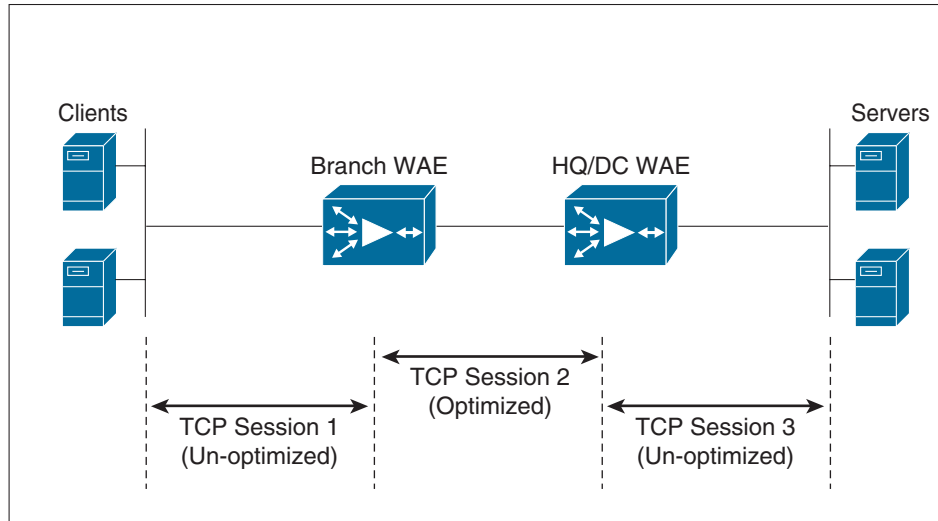 Clients
Servers
Branch WAE
HQ/DC WAE
TCP Session 2
(Optimized)
TCP Session 1
(Un-optimized)
TCP Session 3
(Un-optimized)